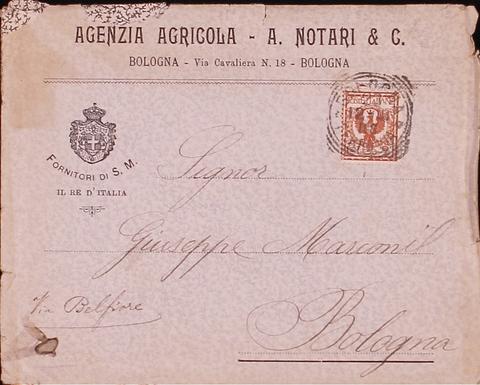 AGENZIA AGRICOLA - A. NOTARI & C.
BOLOGNA - Via Cavaliera N. 18 - BOLOGNA
FORNITORI DI S. M.
IL RE D'ITALIA
Signor
Giuseppe Marconi
Via Belfiore
Bologna